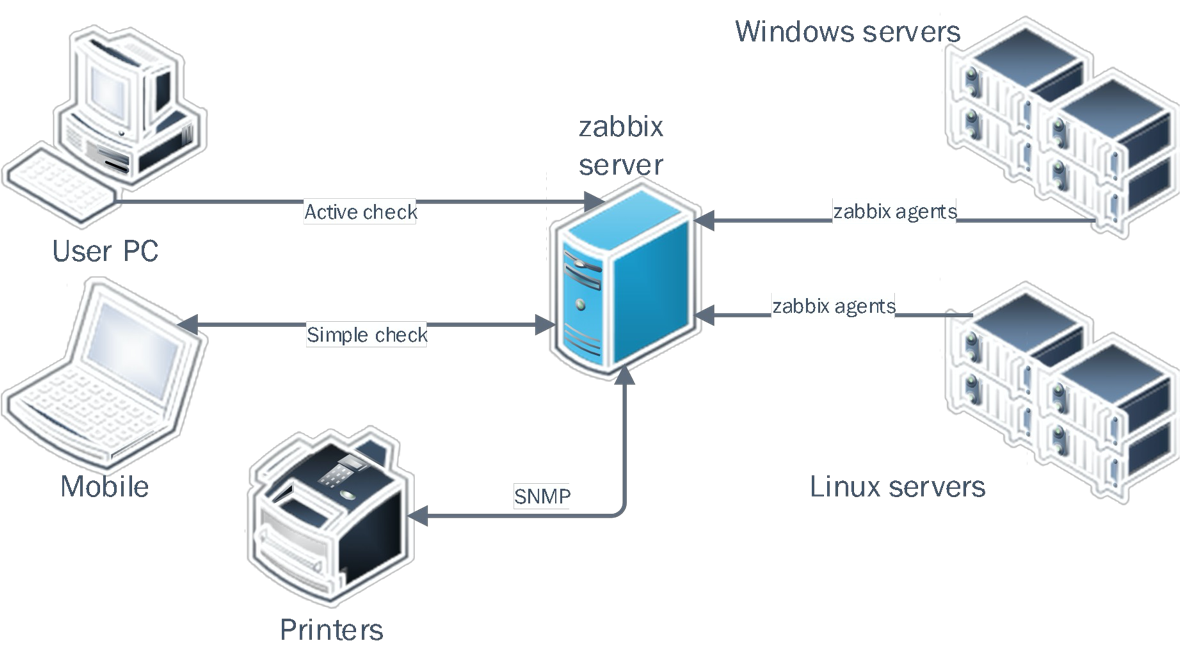 Windows servers
zabbix
server
Active check
zabbix agents
User PC
zabbix agents
Simple check
Mobile
Linux servers
SNMP
Printers